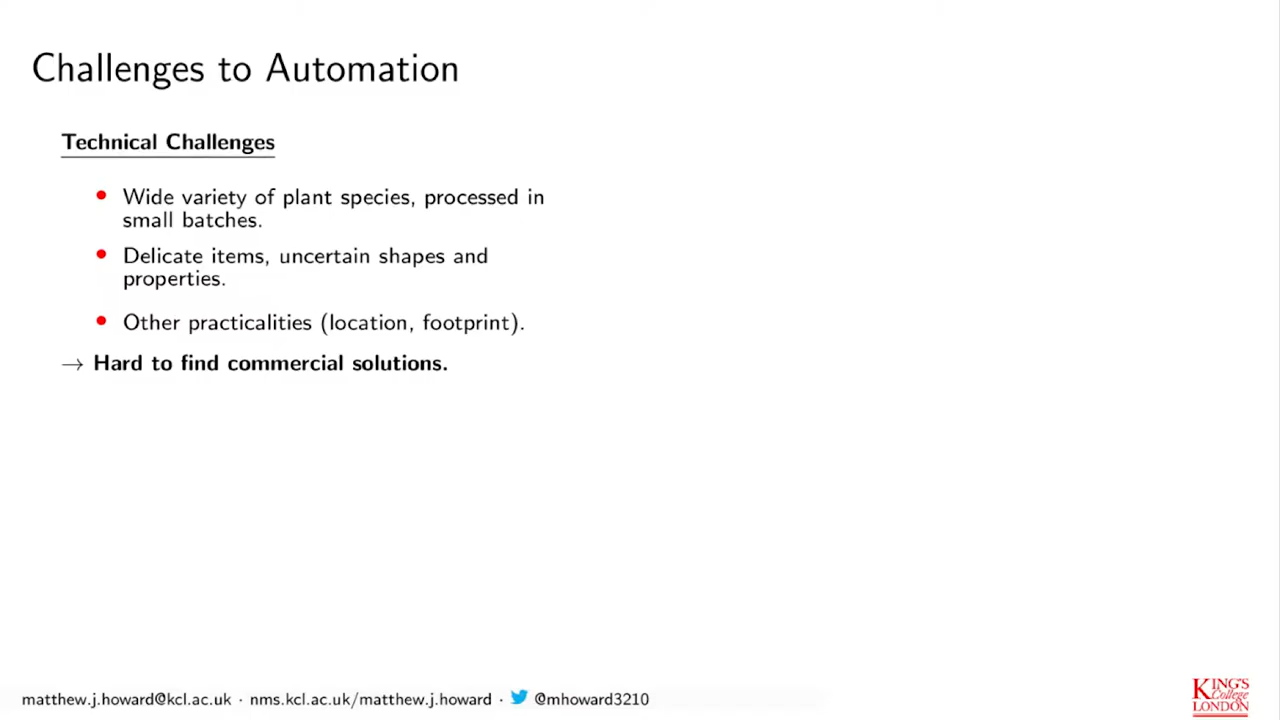 Challenges to Automation
Technical Challenges
• Wide variety of plant species, processed in
small batches.
• Delicate items, uncertain shapes and
properties.
• Other practicalities (location, footprint).
→ Hard to find commercial solutions.
matthew.j.howard@kcl.ac.uk · nms.kcl.ac.uk/matthew.j.howard · @mhoward3210
KING'S
College
LONDON